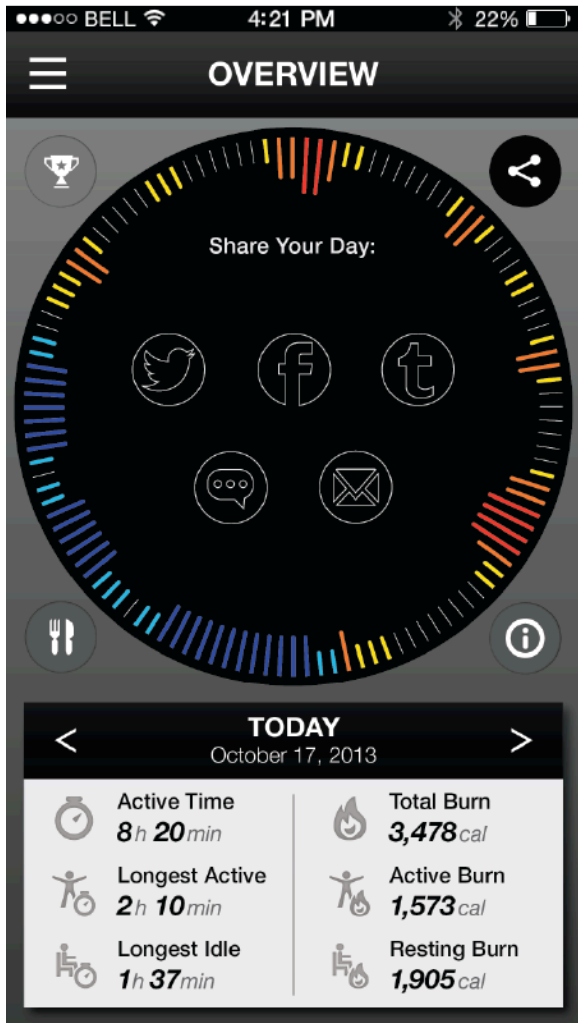 BELL 4:21 PM 22%
OVERVIEW
Share Your Day:
TODAY
October 17, 2013
Active Time
8h 20min
Longest Active
2h 10min
Longest Idle
1h 37min
Total Burn
3,478cal
Active Burn
1,573cal
Resting Burn
1,905cal